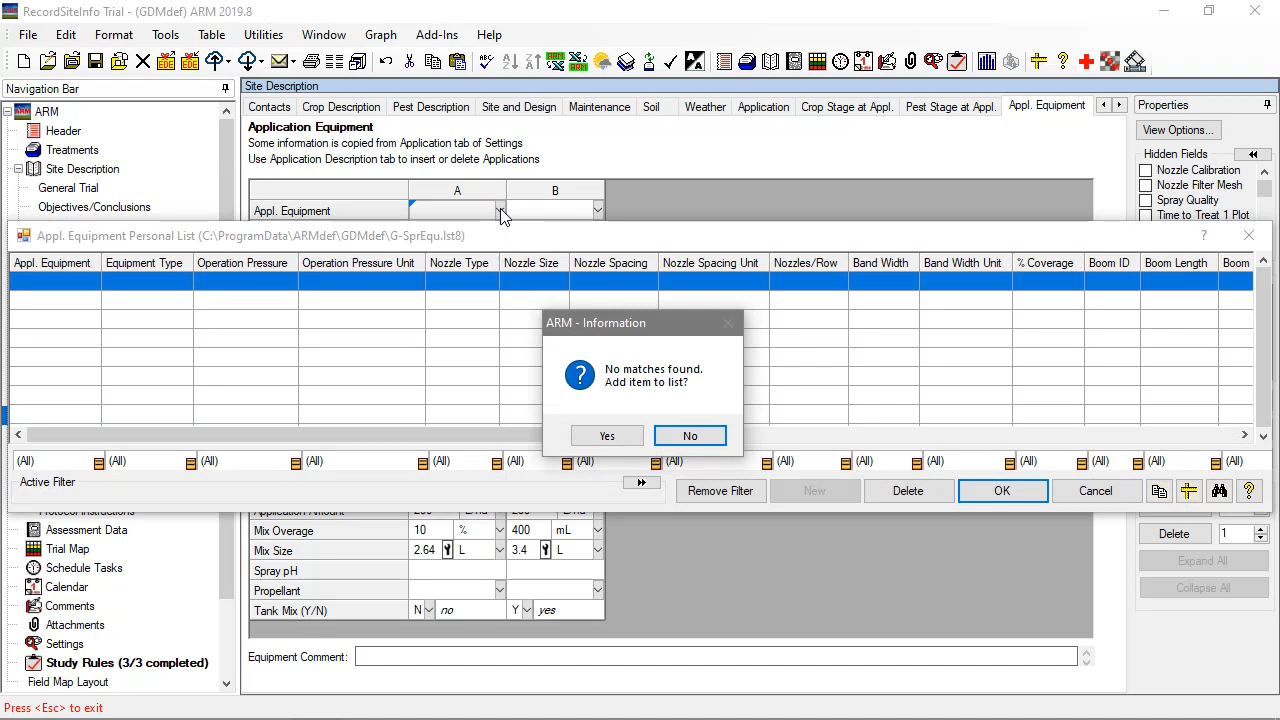 RecordSiteInfo Trial - (GDMdef) ARM 2019.8
File Edit Format Tools Table Utilities Window Graph Add-Ins Help
Navigation Bar
ARM
Header
Treatments
Site Description
General Trial
Objectives/Conclusions
Site Description
Contacts Crop Description Pest Description Site and Design Maintenance Soil Weather Application Crop Stage at Appl. Pest Stage at Appl. Appl. Equipment
Application Equipment
Some information is copied from Application tab of Settings
Use Application Description tab to insert or delete Applications
A B
Appl. Equipment
Properties
View Options...
Hidden Fields
Nozzle Calibration
Nozzle Filter Mesh
Spray Quality
Time to Treat 1 Plot
Appl. Equipment Personal List (C:\ProgramData\ARMdef\GDMdef\G-SprEqu.lst8)
Appl. Equipment Equipment Type Operation Pressure Operation Pressure Unit Nozzle Type Nozzle Size Nozzle Spacing Nozzle Spacing Unit Nozzles/Row Band Width Band Width Unit % Coverage Boom ID Boom Length Boom
ARM - Information
No matches found.
Add item to list?
Yes No
(All) (All) (All) (All) (All) (All) (All) (All) (All) (All) (All) (All) (All) (All) (All)
Active Filter
Remove Filter New Delete OK Cancel
Assessment Data
Trial Map
Schedule Tasks
Calendar
Comments
Attachments
Settings
Study Rules (3/3 completed)
Field Map Layout
Mix Overage 10 % 400 mL
Mix Size 2.64 L 3.4 L
Spray pH
Propellant
Tank Mix (Y/N) N no Y yes
Equipment Comment:
Delete 1
Expand All
Collapse All
Press <Esc> to exit